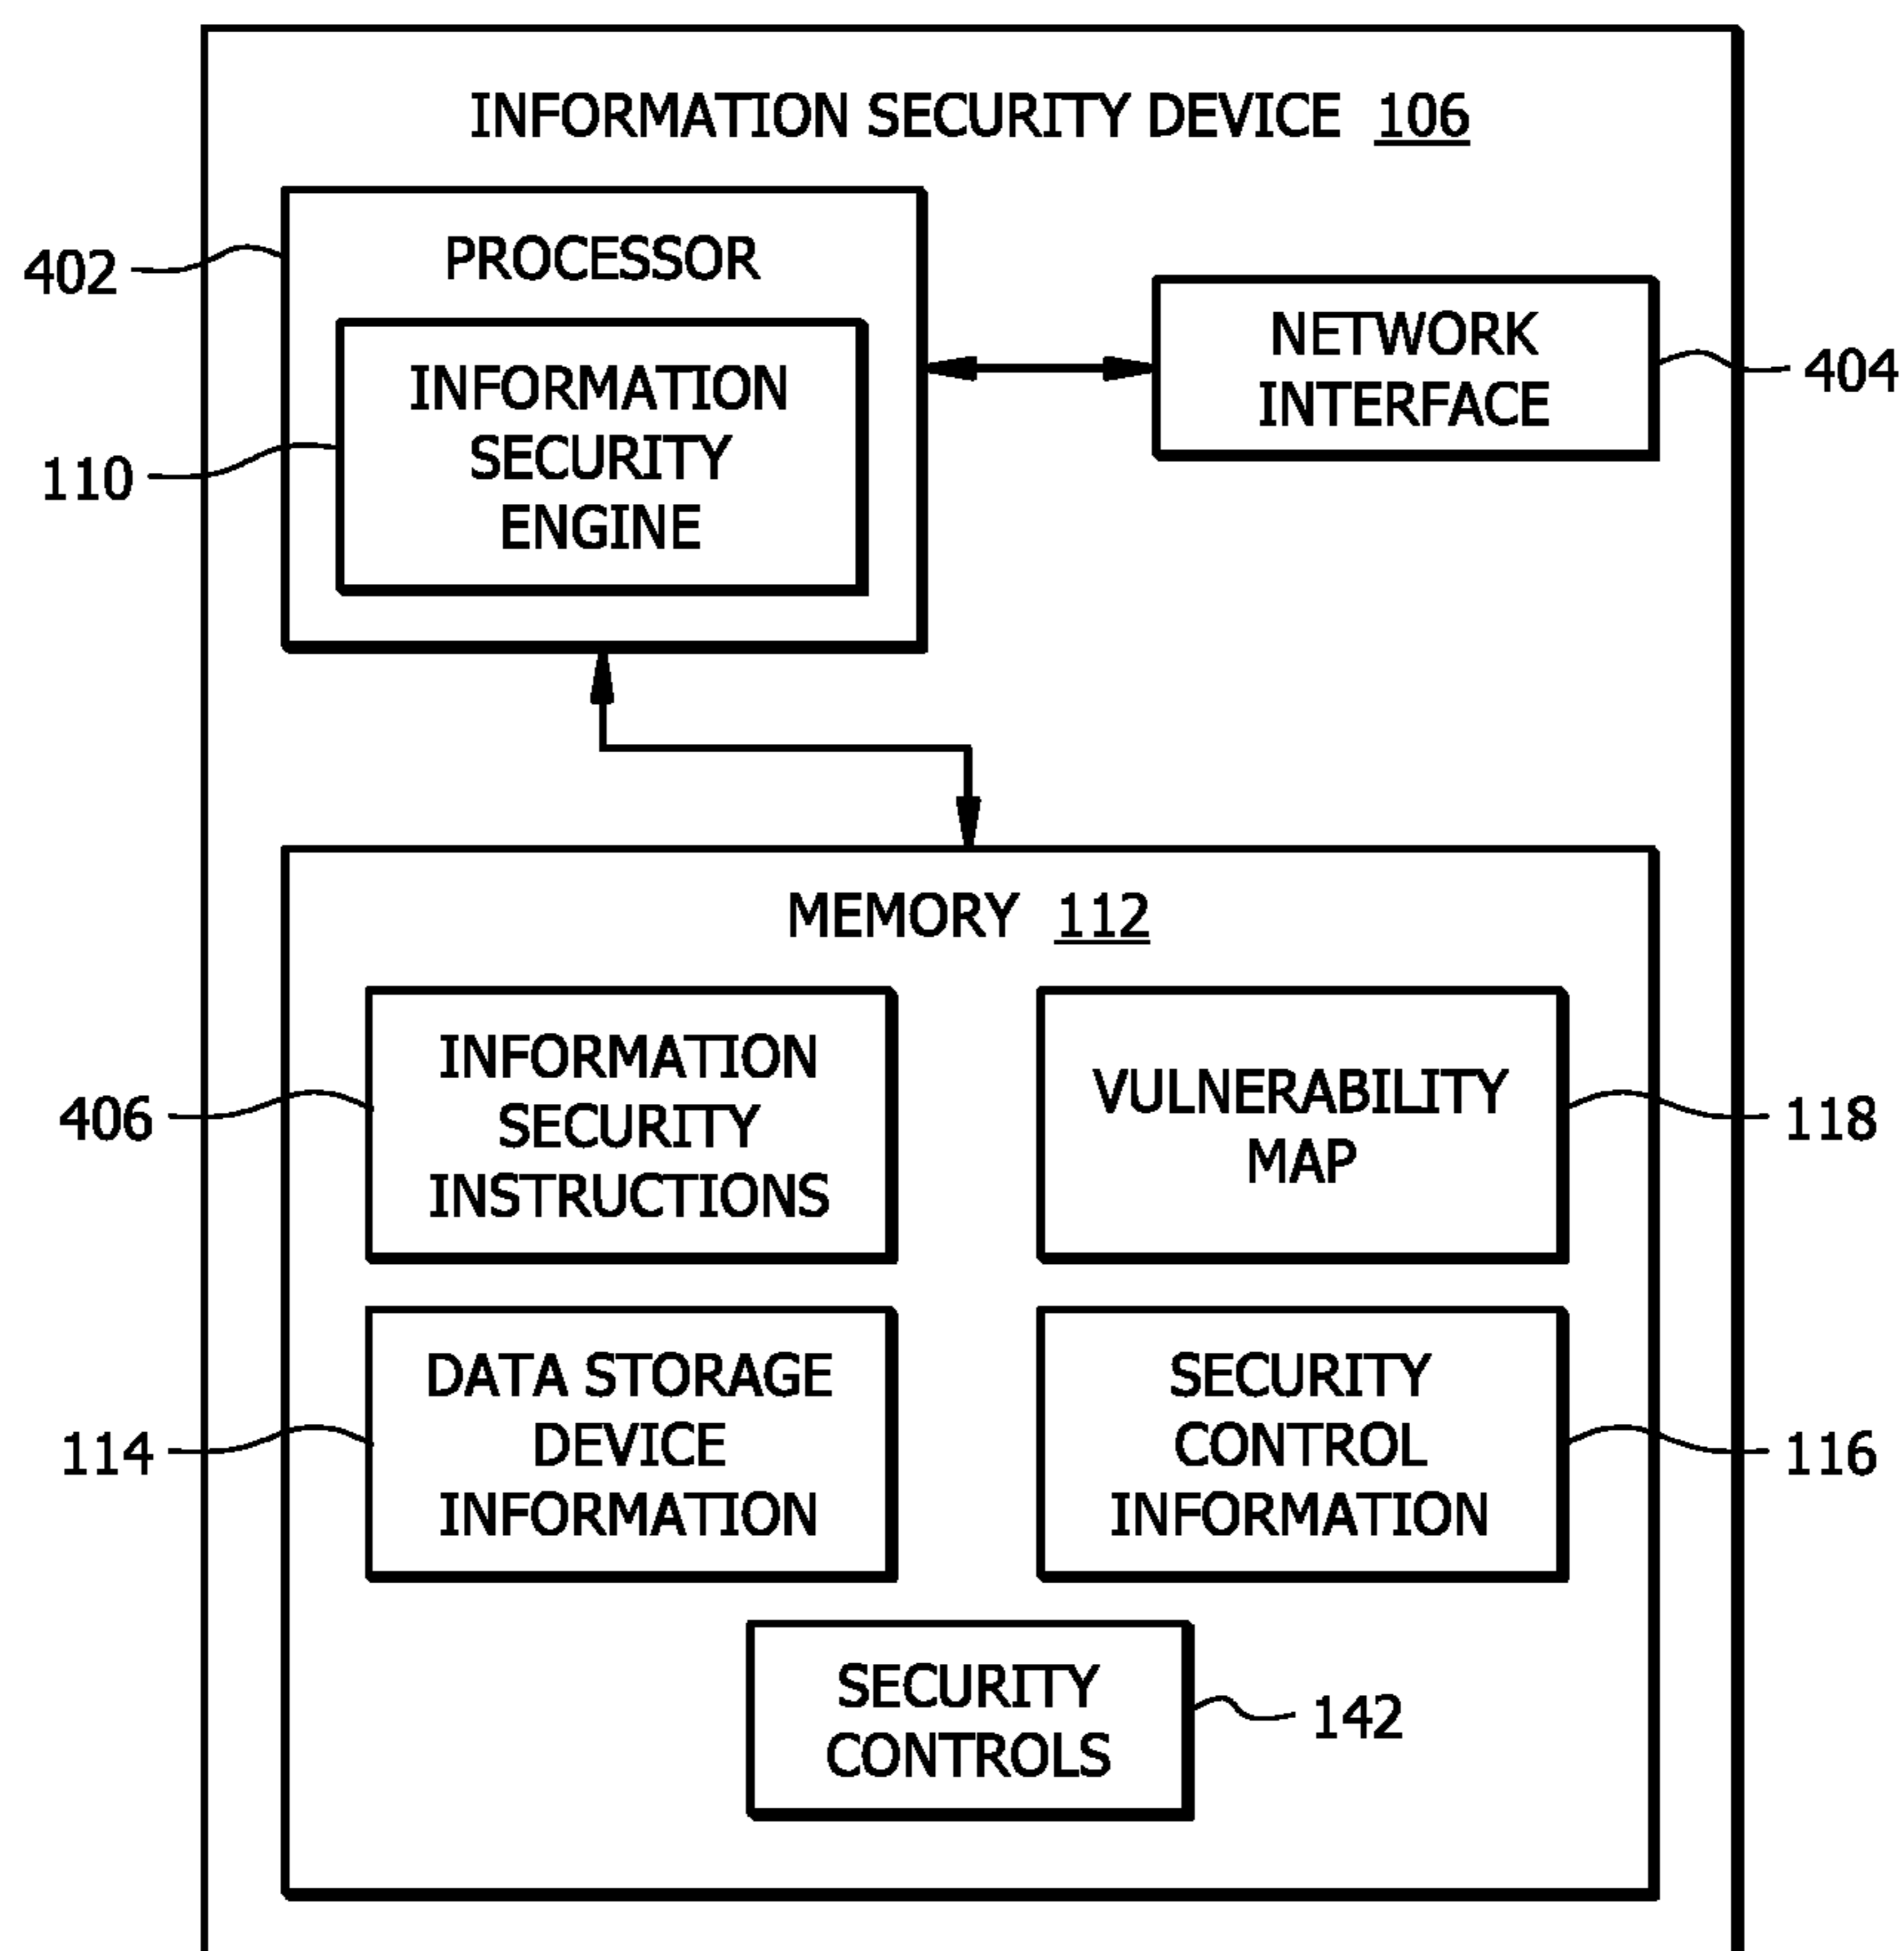 INFORMATION SECURITY DEVICE 106
402
PROCESSOR
INFORMATION
SECURITY
ENGINE
110
NETWORK
INTERFACE
404
MEMORY 112
INFORMATION
SECURITY
INSTRUCTIONS
406
VULNERABILITY
MAP
118
DATA STORAGE
DEVICE
INFORMATION
114
SECURITY
CONTROL
INFORMATION
116
SECURITY
CONTROLS
142